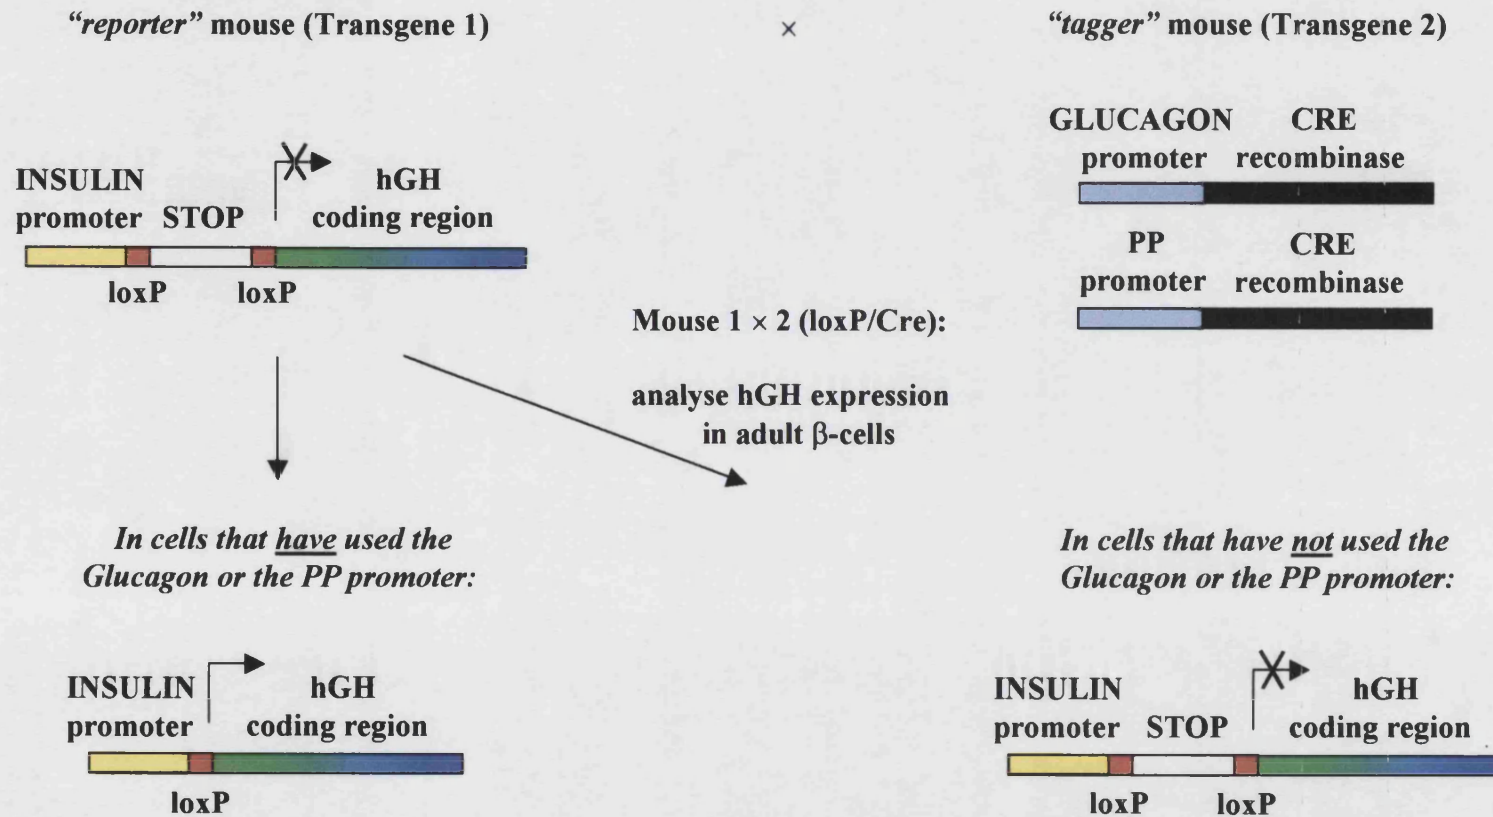 "reporter" mouse (Transgene 1)
×
"tagger" mouse (Transgene 2)
INSULIN
promoter STOP
hGH
coding region
loxP loxP
GLUCAGON CRE
promoter recombinase
PP CRE
promoter recombinase
Mouse 1 × 2 (loxP/Cre):
analyse hGH expression
in adult β-cells
In cells that have used the
Glucagon or the PP promoter:
INSULIN hGH
promoter coding region
loxP
In cells that have not used the
Glucagon or the PP promoter:
INSULIN hGH
promoter STOP coding region
loxP loxP